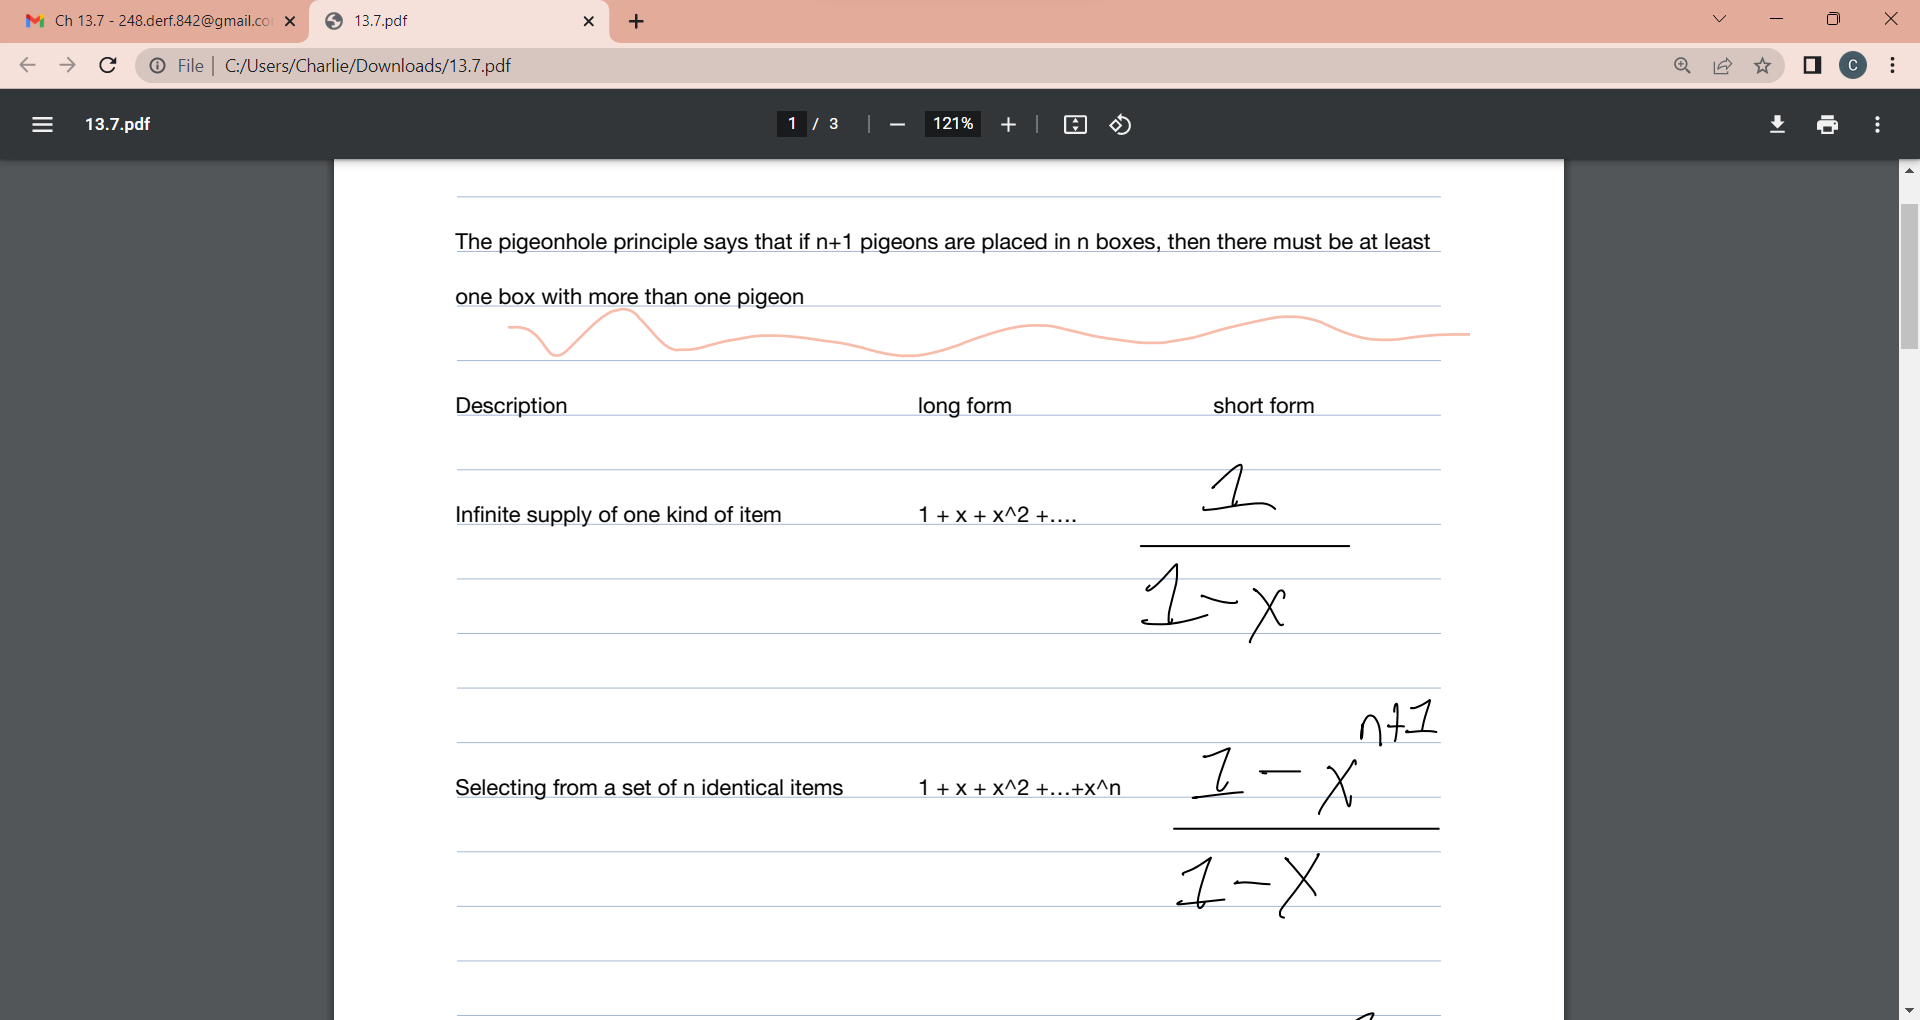 Ch 13.7 - 248.derf.842@gmail.co
13.7.pdf
File | C:/Users/Charlie/Downloads/13.7.pdf
C
13.7.pdf
1 / 3 | − 121% + |
The pigeonhole principle says that if n+1 pigeons are placed in n boxes, then there must be at least
one box with more than one pigeon
Description long form short form
Infinite supply of one kind of item 1 + x + x^2 +....
1
1 - x
Selecting from a set of n identical items 1 + x + x^2 +...+x^n
1 - x^n+1
1 - x